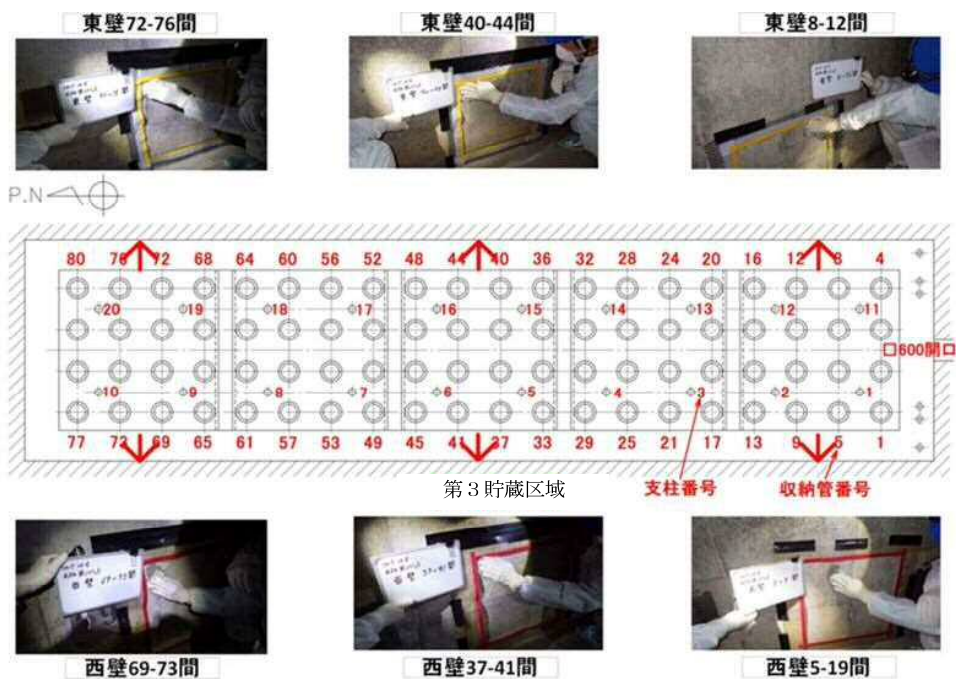 東壁72-76間
東壁40-44間
東壁8-12間
P.N
80 76 72 68 64 60 56 52 48 44 40 36 32 28 24 20 16 12 8 4
20 19 18 17 16 15 14 13 12 11
□600開口
10 9 8 7 6 5 4 3 2 1
77 73 69 65 61 57 53 49 45 41 37 33 29 25 21 17 13 9 5 1
第3貯蔵区域
支柱番号
収納管番号
西壁69-73間
西壁37-41間
西壁5-19間